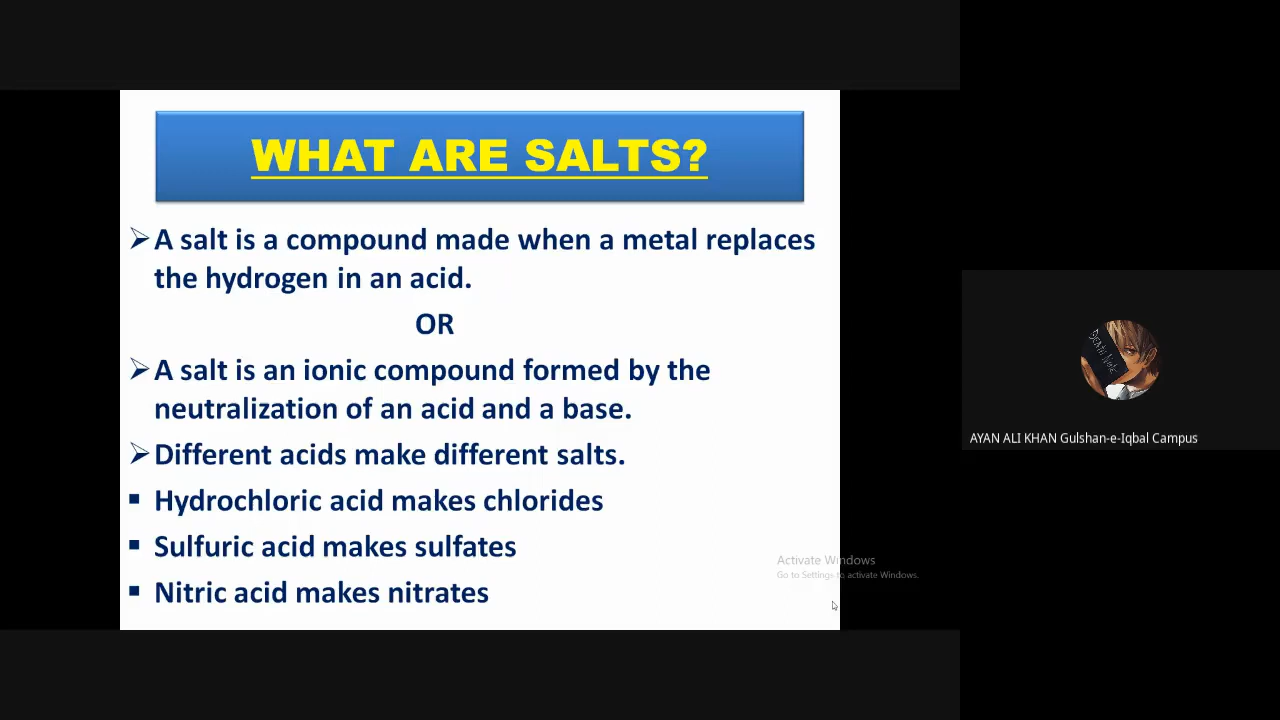 WHAT ARE SALTS?
A salt is a compound made when a metal replaces
the hydrogen in an acid.
OR
A salt is an ionic compound formed by the
neutralization of an acid and a base.
Different acids make different salts.
Hydrochloric acid makes chlorides
Sulfuric acid makes sulfates
Nitric acid makes nitrates
Activate Windows
Go to Settings to activate Windows.
DEATH NOTE
AYAN ALI KHAN Gulshan-e-Iqbal Campus